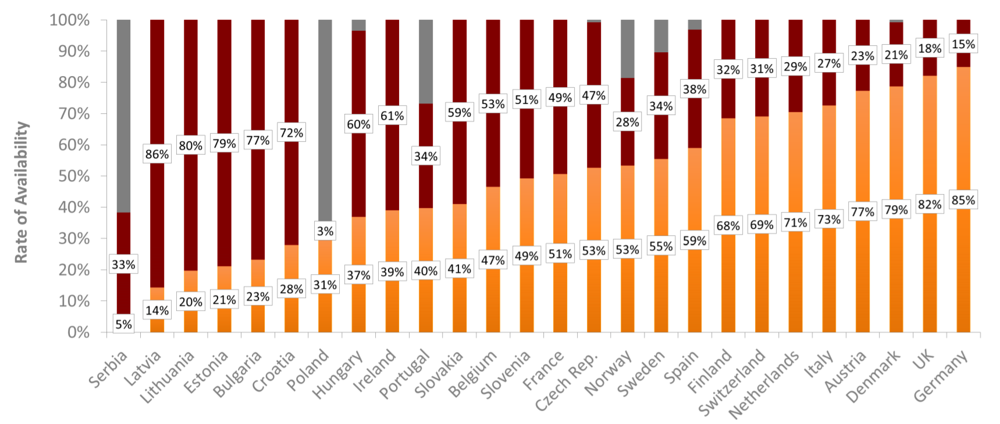 Rate of Availability
100%
90%
80%
70%
60%
50%
40%
30%
20%
10%
0%
33%
5%
86%
14%
80%
20%
79%
21%
77%
23%
72%
28%
3%
31%
60%
37%
61%
39%
34%
40%
59%
41%
53%
47%
51%
49%
49%
51%
47%
53%
28%
53%
34%
55%
38%
59%
32%
68%
31%
69%
29%
71%
27%
73%
23%
77%
21%
79%
18%
82%
15%
85%
Serbia
Latvia
Lithuania
Estonia
Bulgaria
Croatia
Poland
Hungary
Ireland
Portugal
Slovakia
Belgium
Slovenia
France
Czech Rep.
Norway
Sweden
Spain
Finland
Switzerland
Netherlands
Italy
Austria
Denmark
UK
Germany